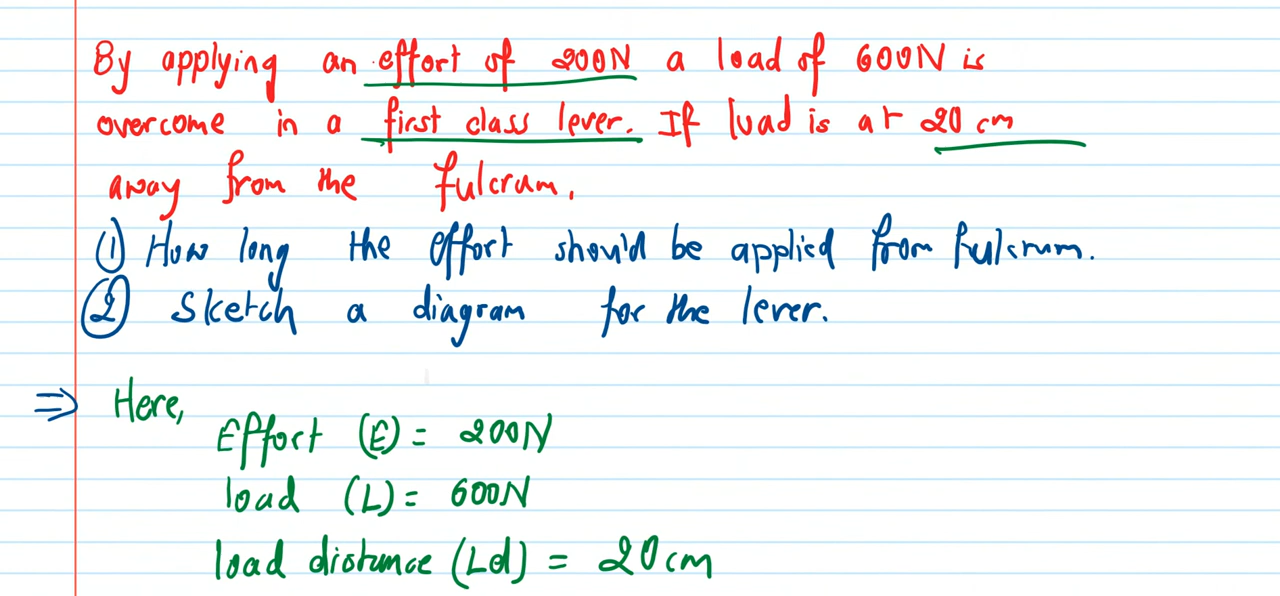 By applying an effort of 200N a load of 600N is
overcome in a first class lever. If load is at 20 cm
away from the fulcrum.
① How long the effort should be applied from fulcrum.
② Sketch a diagram for the lever.
⇒ Here,
Effort (E) = 200N
load (L) = 600N
load distance (Ld) = 20cm